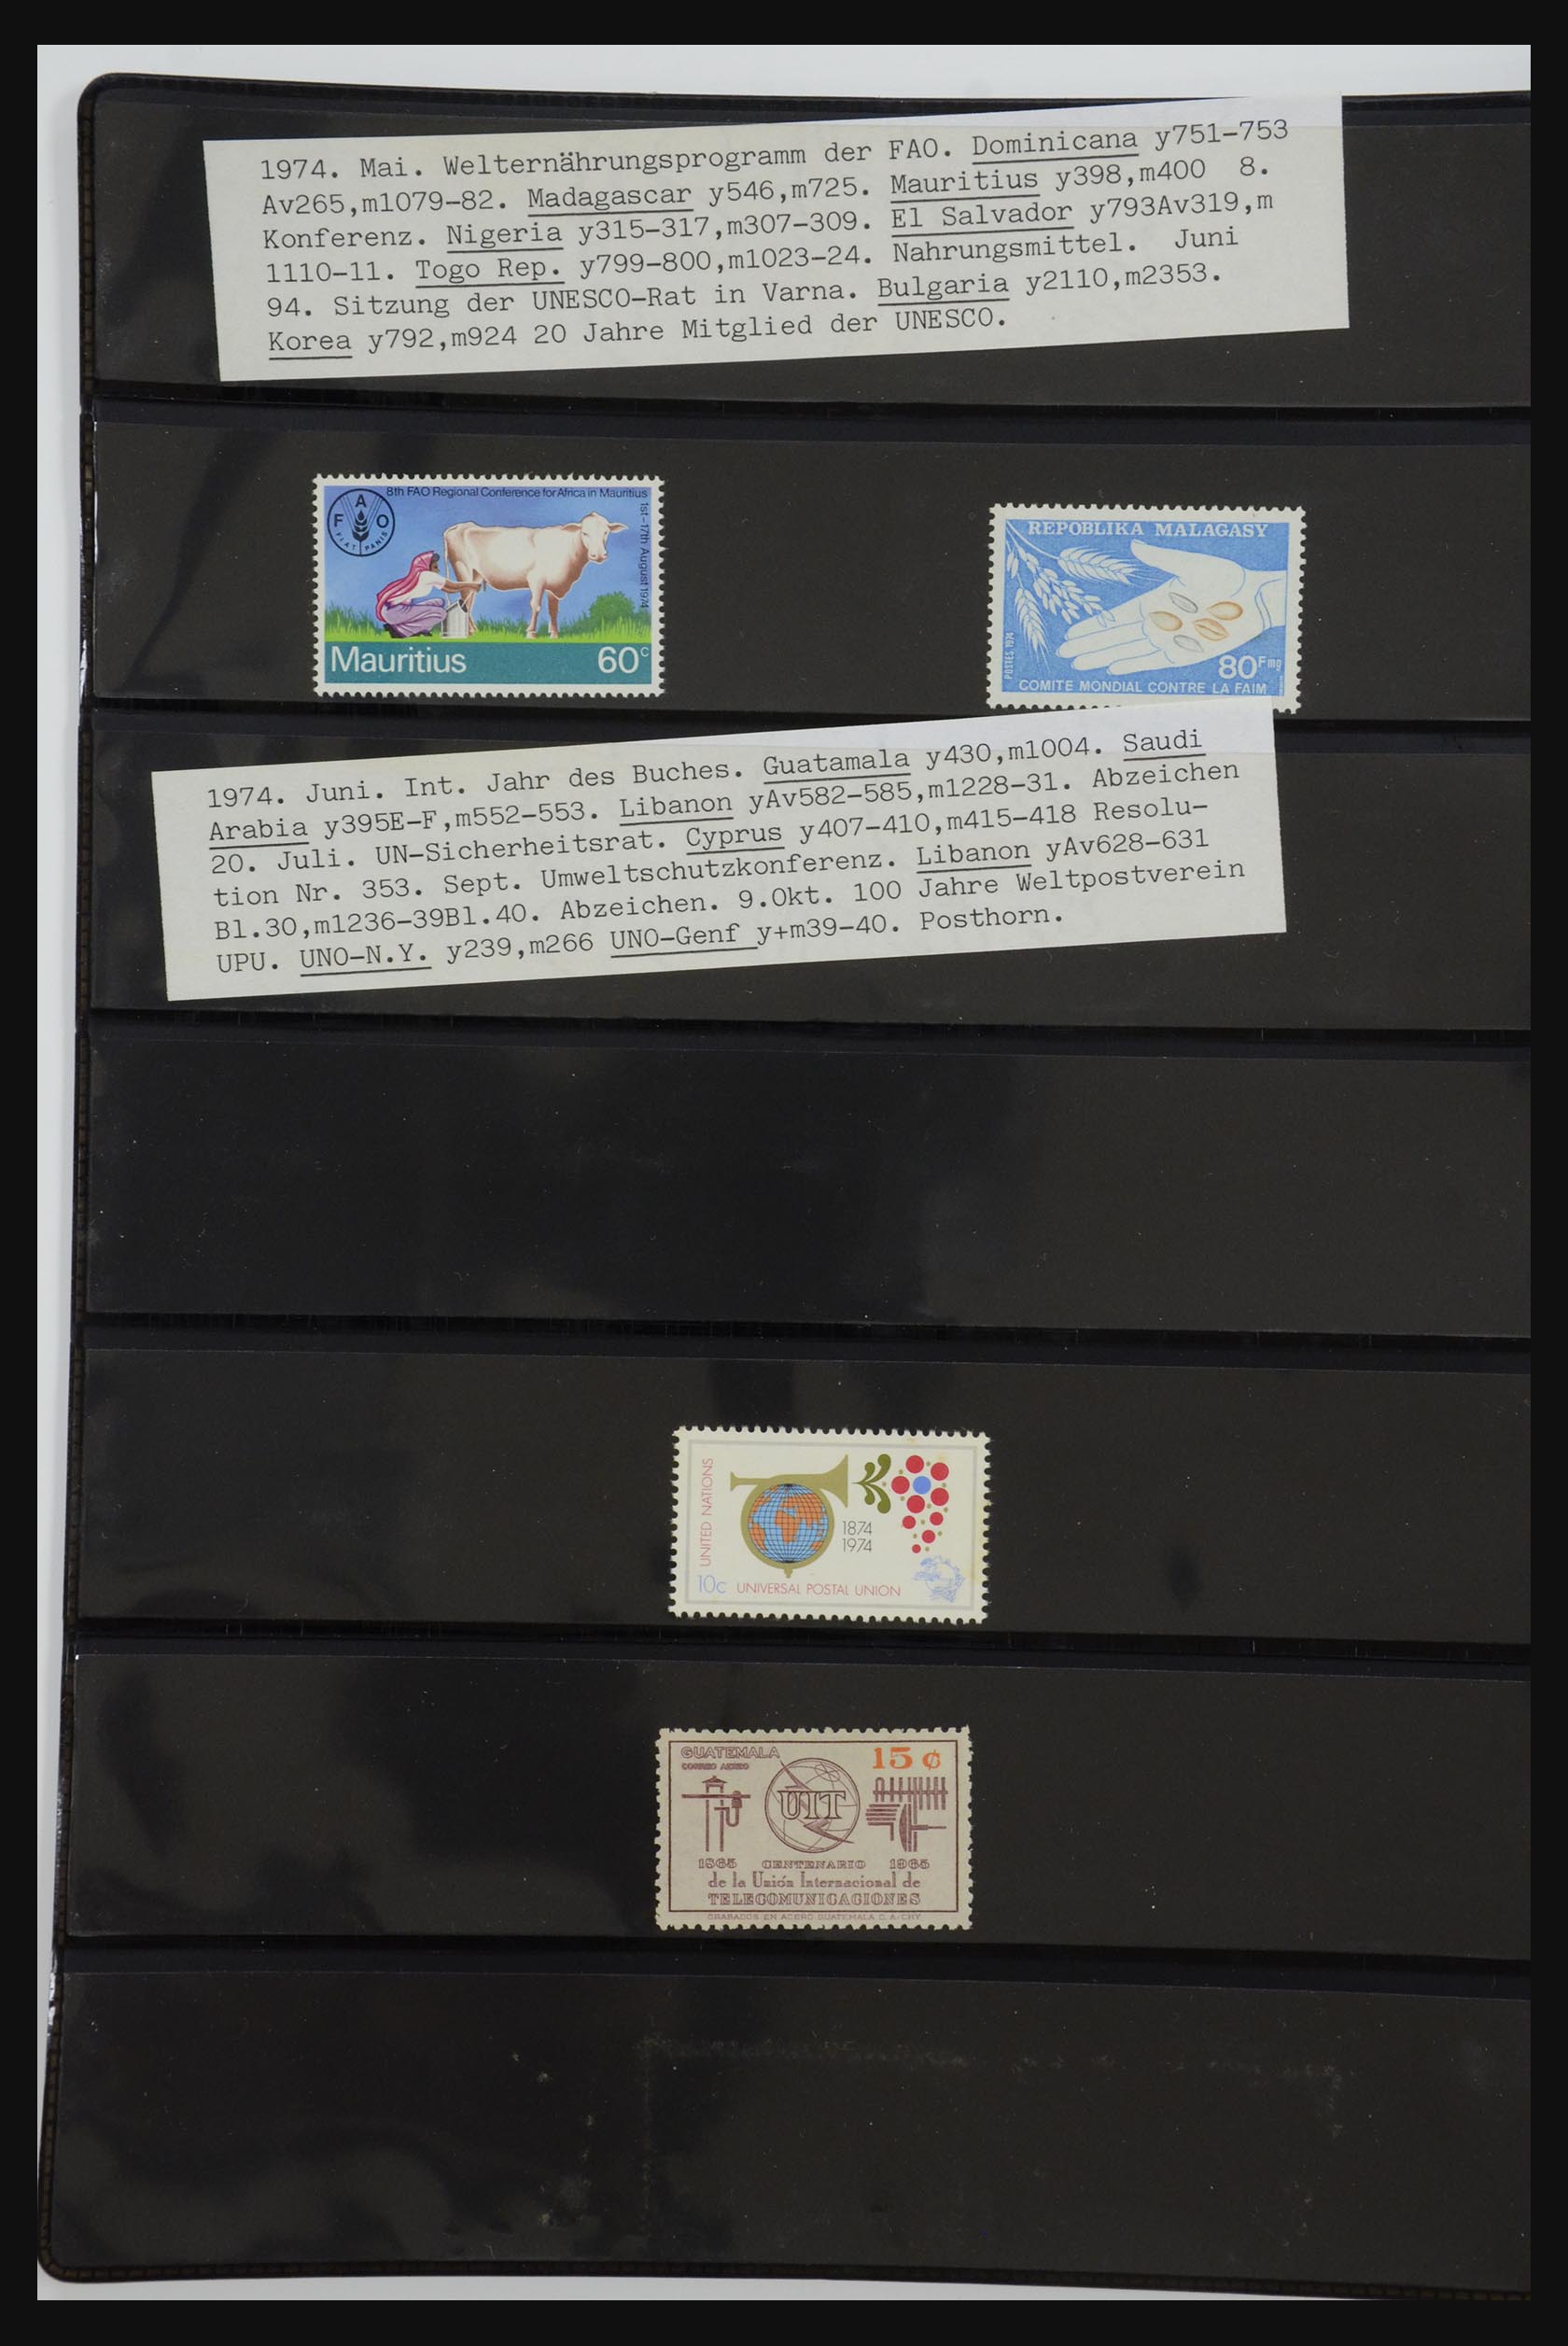 1974. Mai. Welternährungsprogramm der FAO. Dominicana y751-753
Av265,m1079-82. Madagascar y546,m725. Mauritius y398,m400 8.
Konferenz. Nigeria y315-317,m307-309. El Salvador y793Av319,m
1110-11. Togo Rep. y799-800,m1023-24. Nahrungsmittel. Juni
94. Sitzung der UNESCO-Rat in Varna. Bulgaria y2110,m2353.
Korea y792,m924 20 Jahre Mitglied der UNESCO.
8th FAO Regional Conference for Africa in Mauritius
1st-17th August 1974
F A O
FIAT PANIS
Mauritius 60c
REPOBLIKA MALAGASY
POSTES 1974
80Fmg
COMITE MONDIAL CONTRE LA FAIM
1974. Juni. Int. Jahr des Buches. Guatamala y430,m1004. Saudi
Arabia y395E-F,m552-553. Libanon yAv582-585,m1228-31. Abzeichen
20. Juli. UN-Sicherheitsrat. Cyprus y407-410,m415-418 Resolu-
tion Nr. 353. Sept. Umweltschutzkonferenz. Libanon yAv628-631
Bl.30,m1236-39Bl.40. Abzeichen. 9.Okt. 100 Jahre Weltpostverein
UPU. UNO-N.Y. y239,m266 UNO-Genf y+m39-40. Posthorn.
UNITED NATIONS
1874
1974
10c UNIVERSAL POSTAL UNION
GUATEMALA 15 ¢
CORREO AEREO
UIT
1865 CENTENARIO 1965
de la Unión Internacional de
TELECOMUNICACIONES
GRABADOS EN ACERO GUATEMALA C. A.